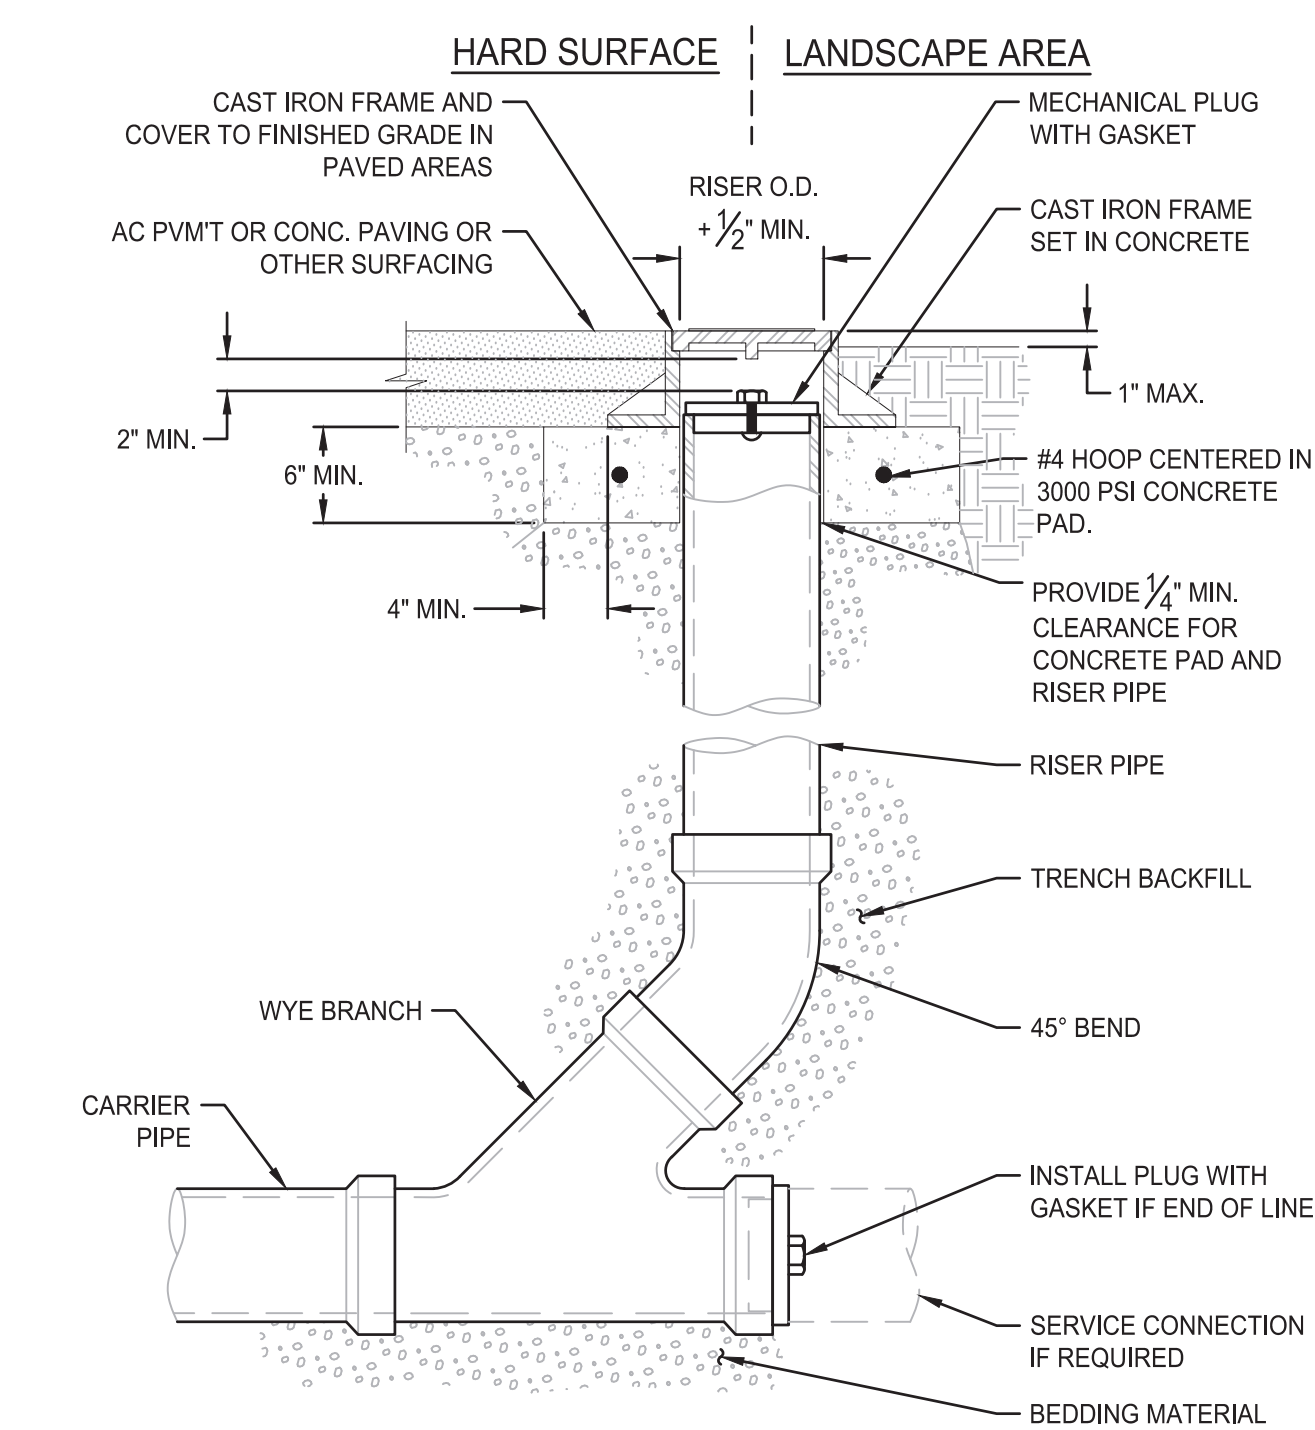 HARD SURFACE
LANDSCAPE AREA
CAST IRON FRAME AND
COVER TO FINISHED GRADE IN
PAVED AREAS
AC PVM'T OR CONC. PAVING OR
OTHER SURFACING
RISER O.D.
+ 1/2" MIN.
MECHANICAL PLUG
WITH GASKET
CAST IRON FRAME
SET IN CONCRETE
1" MAX.
2" MIN.
6" MIN.
4" MIN.
#4 HOOP CENTERED IN
3000 PSI CONCRETE
PAD.
PROVIDE 1/4" MIN.
CLEARANCE FOR
CONCRETE PAD AND
RISER PIPE
RISER PIPE
TRENCH BACKFILL
WYE BRANCH
45° BEND
CARRIER
PIPE
INSTALL PLUG WITH
GASKET IF END OF LINE
SERVICE CONNECTION
IF REQUIRED
BEDDING MATERIAL